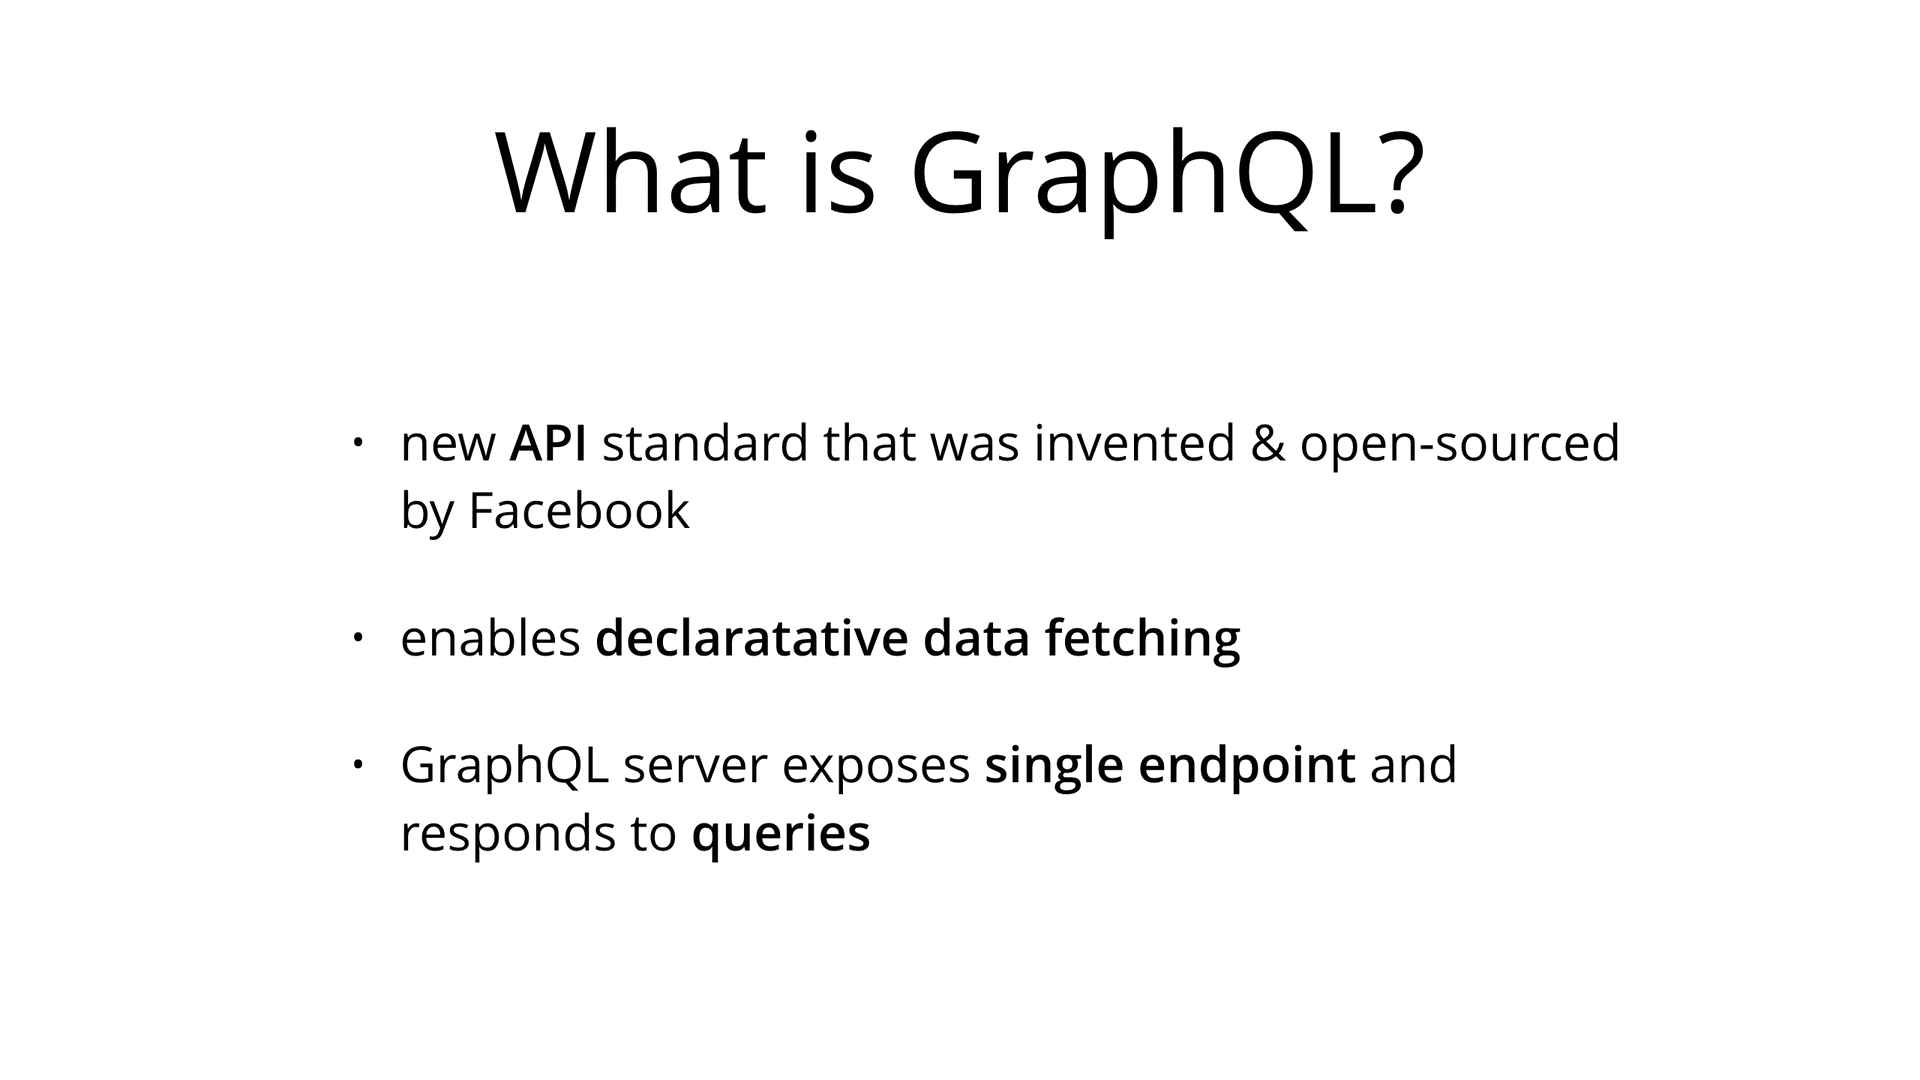 What is GraphQL?
• new API standard that was invented & open-sourced
by Facebook
• enables declaratative data fetching
• GraphQL server exposes single endpoint and
responds to queries